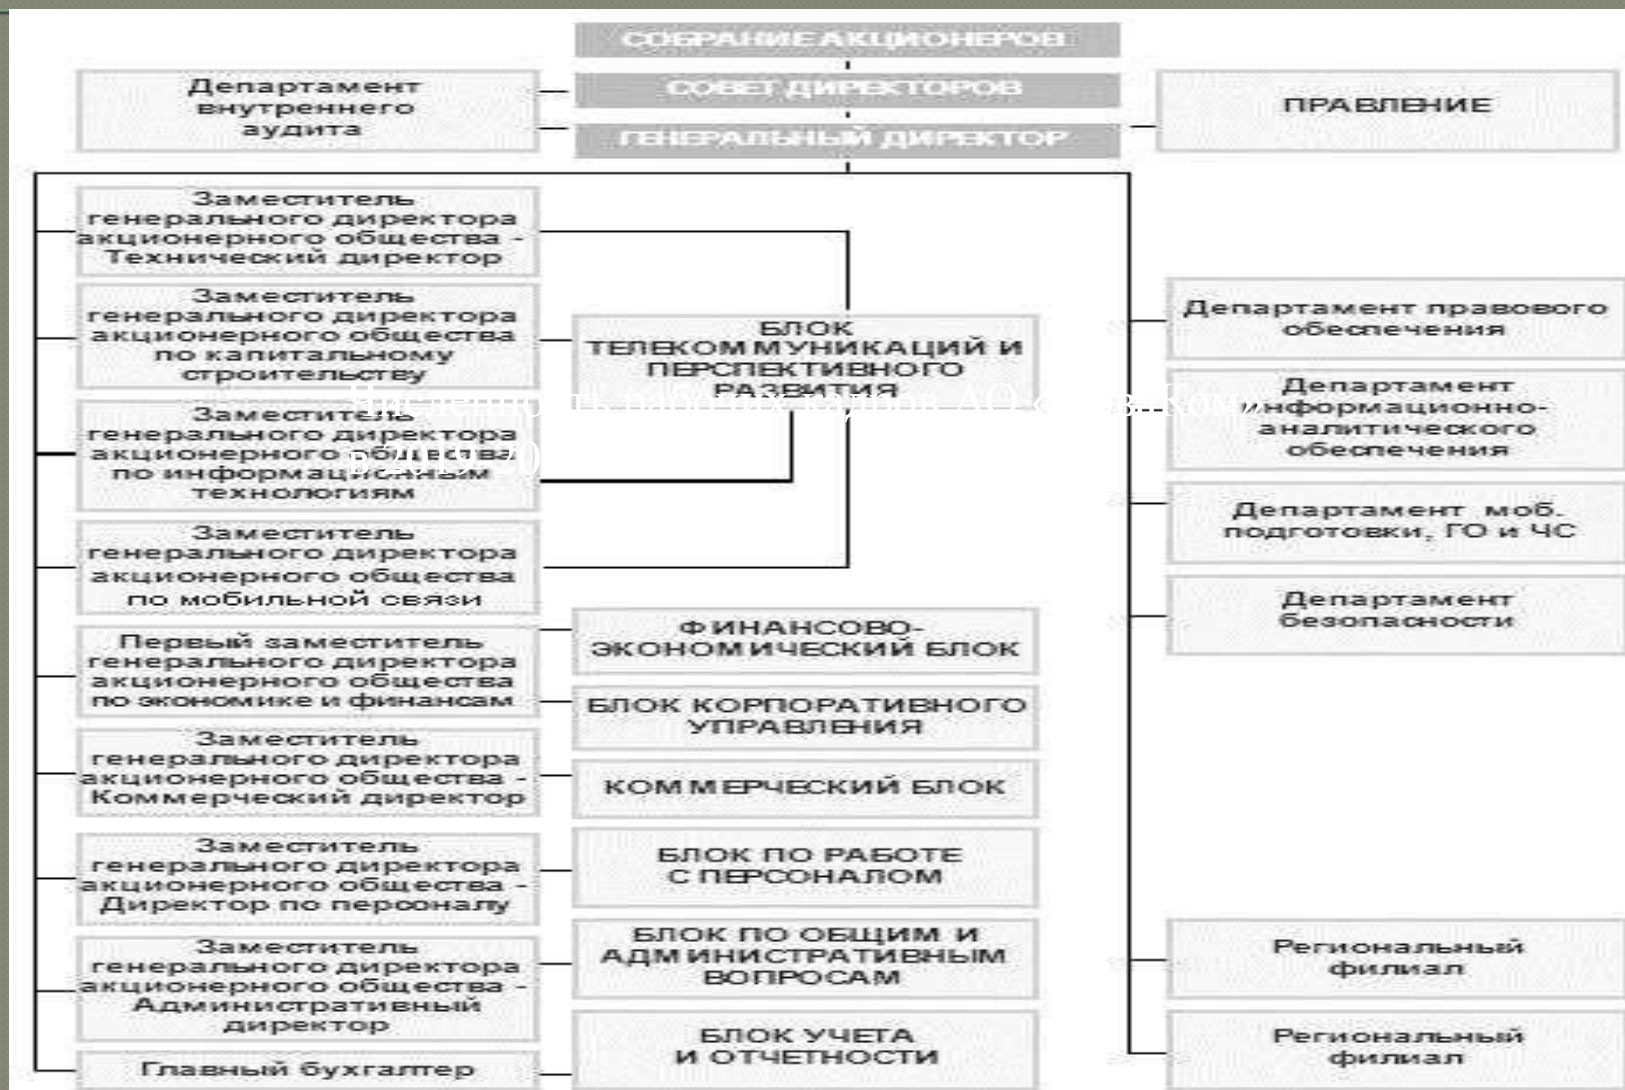 СОБРАНИЕ АКЦИОНЕРОВ
СОВЕТ ДИРЕКТОРОВ
ГЕНЕРАЛЬНЫЙ ДИРЕКТОР
Департамент
внутреннего
аудита
ПРАВЛЕНИЕ
Заместитель
генерального директора
акционерного общества -
Технический директор
Заместитель
генерального директора
акционерного общества
по капитальному
строительству
Заместитель
генерального директора
акционерного общества
по информационным
технологиям
Заместитель
генерального директора
акционерного общества
по мобильной связи
Первый заместитель
генерального директора
акционерного общества
по экономике и финансам
Заместитель
генерального директора
акционерного общества -
Коммерческий директор
Заместитель
генерального директора
акционерного общества -
Директор по персоналу
Заместитель
генерального директора
акционерного общества -
Административный
директор
Главный бухгалтер
БЛОК
ТЕЛЕКОММУНИКАЦИЙ И
ПЕРСПЕКТИВНОГО
РАЗВИТИЯ
Численность рабочих кадров АО
в 2019-20
ФИНАНСОВО-
ЭКОНОМИЧЕСКИЙ БЛОК
БЛОК КОРПОРАТИВНОГО
УПРАВЛЕНИЯ
КОММЕРЧЕСКИЙ БЛОК
БЛОК ПО РАБОТЕ
С ПЕРСОНАЛОМ
БЛОК ПО ОБЩИМ И
АДМИНИСТРАТИВНЫМ
ВОПРОСАМ
БЛОК УЧЕТА
И ОТЧЕТНОСТИ
Департамент правового
обеспечения
Департамент
информационно-
аналитического
обеспечения
Департамент моб.
подготовки, ГО и ЧС
Департамент
безопасности
Региональный
филиал
Региональный
филиал